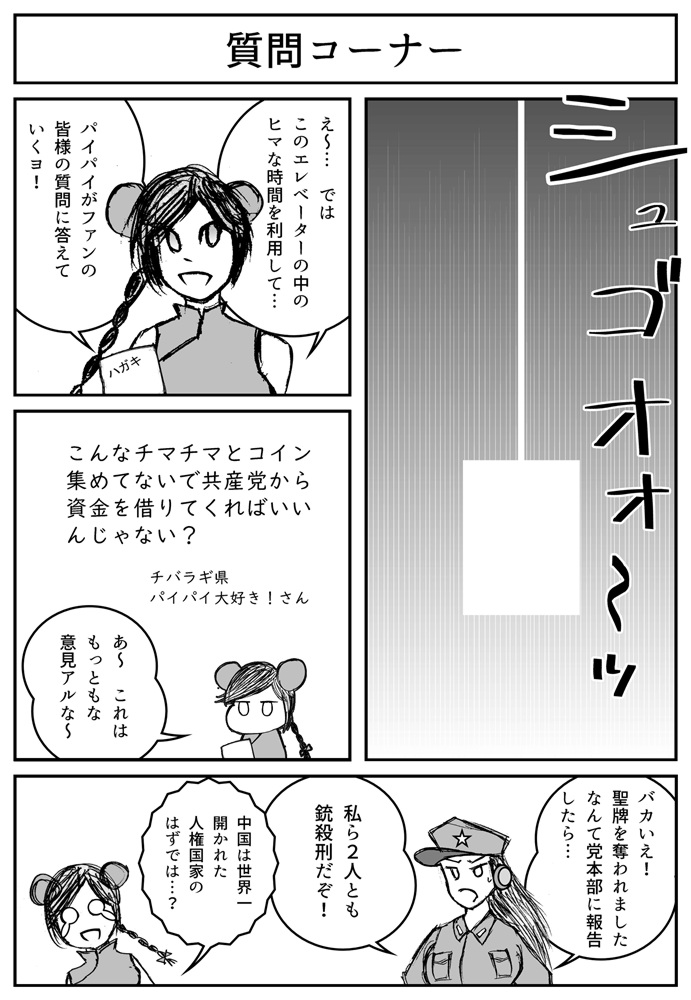 質問コーナー
シュゴオオ～ッ
え～… では
このエレベーターの中の
ヒマな時間を利用して…
パイパイがファンの
皆様の質問に答えて
いくヨ！
ハガキ
こんなチマチマとコイン
集めてないで共産党から
資金を借りてくればいい
んじゃない？
チバラギ県
パイパイ大好き！さん
あ～ これは
もっともな
意見アルな～
バカいえ！
聖牌を奪われました
なんて党本部に報告
したら…
私ら２人とも
銃殺刑だぞ！
中国は世界一
開かれた
人権国家の
はずでは…？